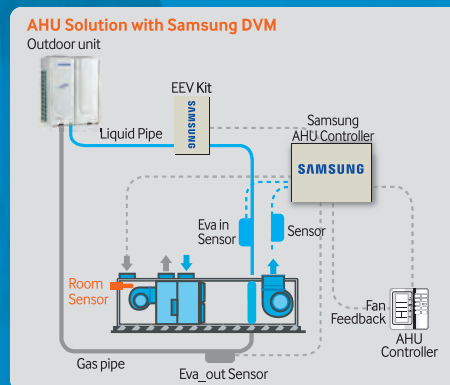 AHU Solution with Samsung DVM
Outdoor unit
EEV Kit
SAMSUNG
Liquid Pipe
Samsung
AHU Controller
SAMSUNG
Eva in
Sensor
Sensor
Room
Sensor
Fan
Feedback
AHU
Controller
Gas pipe
Eva_out Sensor